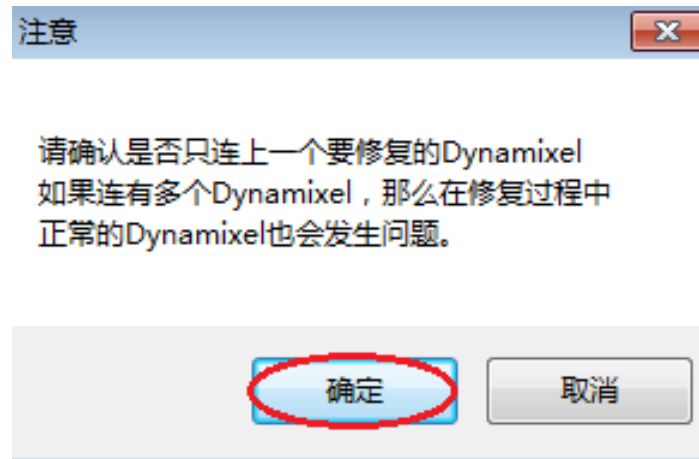 注意
请确认是否只连上一个要修复的Dynamixel
如果连有多个Dynamixel，那么在修复过程中
正常的Dynamixel也会发生问题。
确定
取消